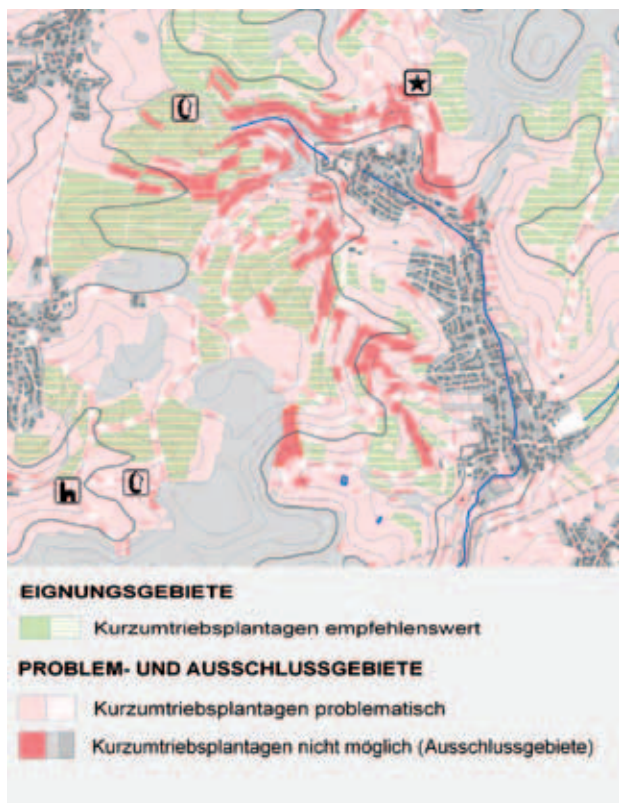 EIGNUNGSGEBIETE
Kurzumtriebsplantagen empfehlenswert
PROBLEM- UND AUSSCHLUSSGEBIETE
Kurzumtriebsplantagen problematisch
Kurzumtriebsplantagen nicht möglich (Ausschlussgebiete)